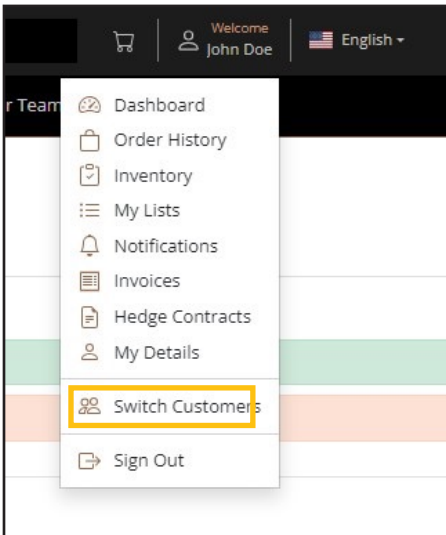 Welcome
John Doe
English
r Team
Dashboard
Order History
Inventory
My Lists
Notifications
Invoices
Hedge Contracts
My Details
Switch Customers
Sign Out